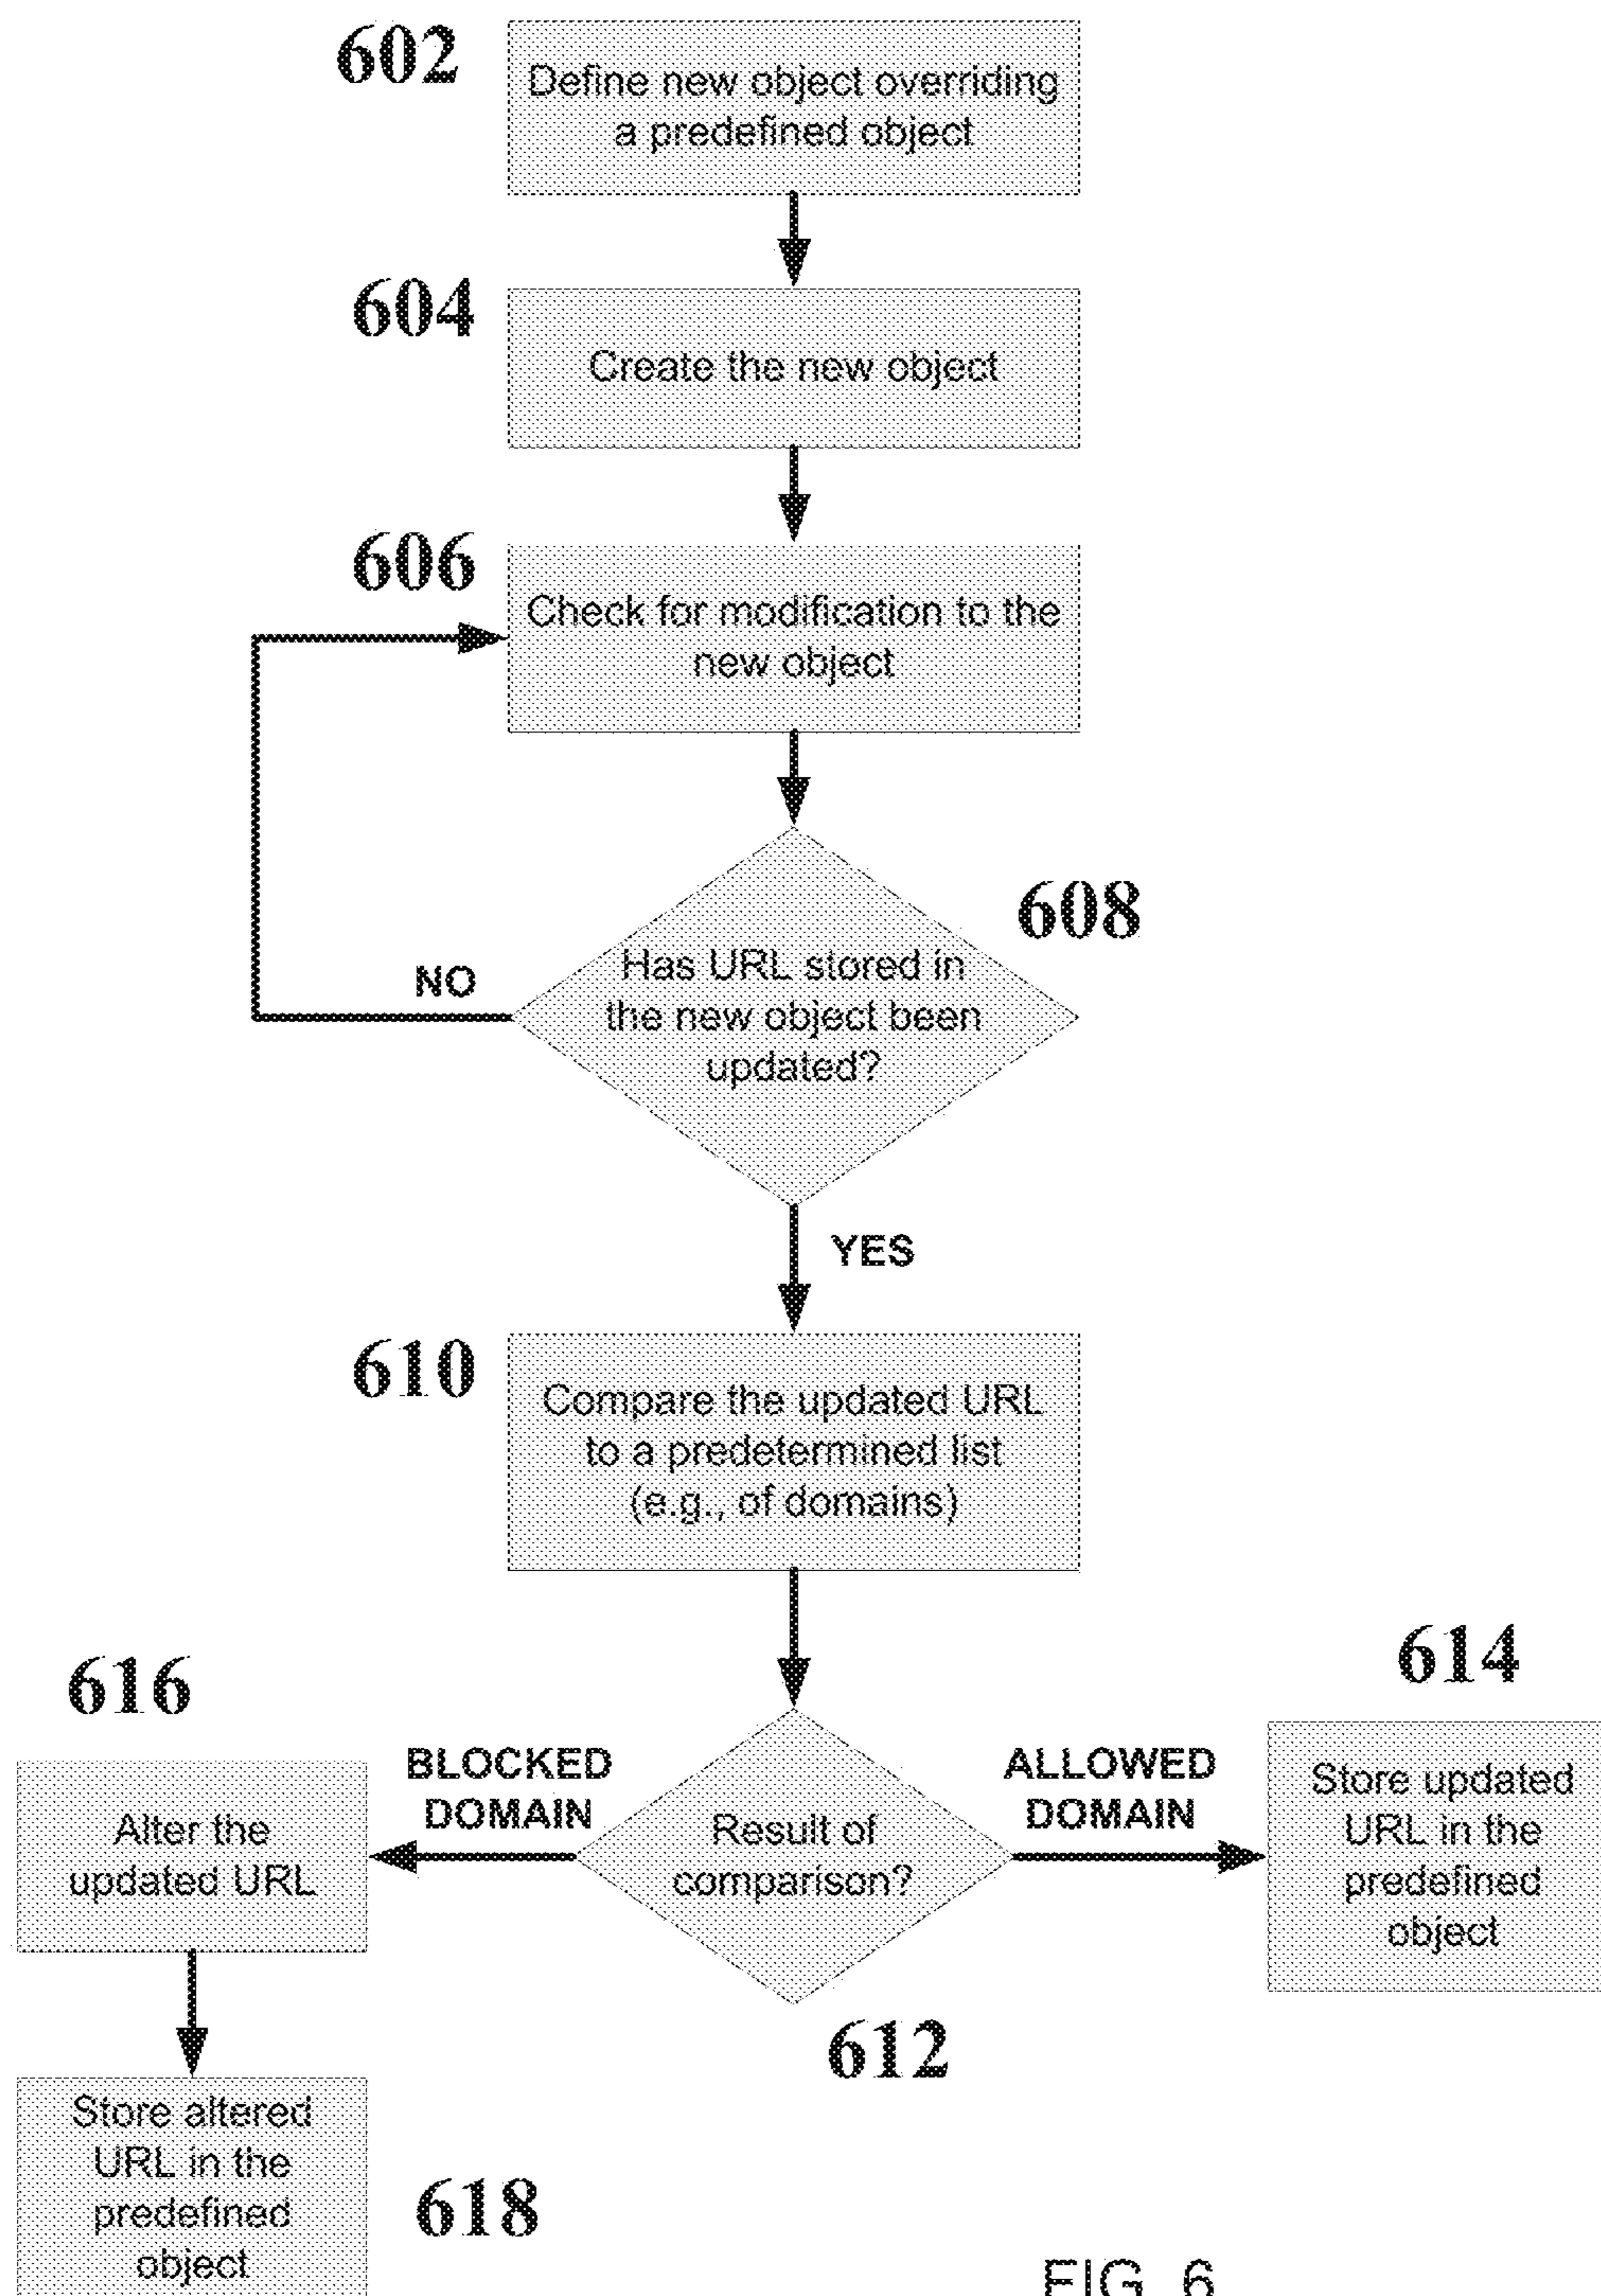 602
Define new object overriding
a predefined object
604
Create the new object
606
Check for modification to the
new object
608
Has URL stored in
the new object been
updated?
NO
YES
610
Compare the updated URL
to a predetermined list
(e.g., of domains)
616
614
BLOCKED
DOMAIN
ALLOWED
DOMAIN
Alter the
updated URL
Result of
comparison?
Store updated
URL in the
predefined
object
612
Store altered
URL in the
predefined
object
618
FIG. 6